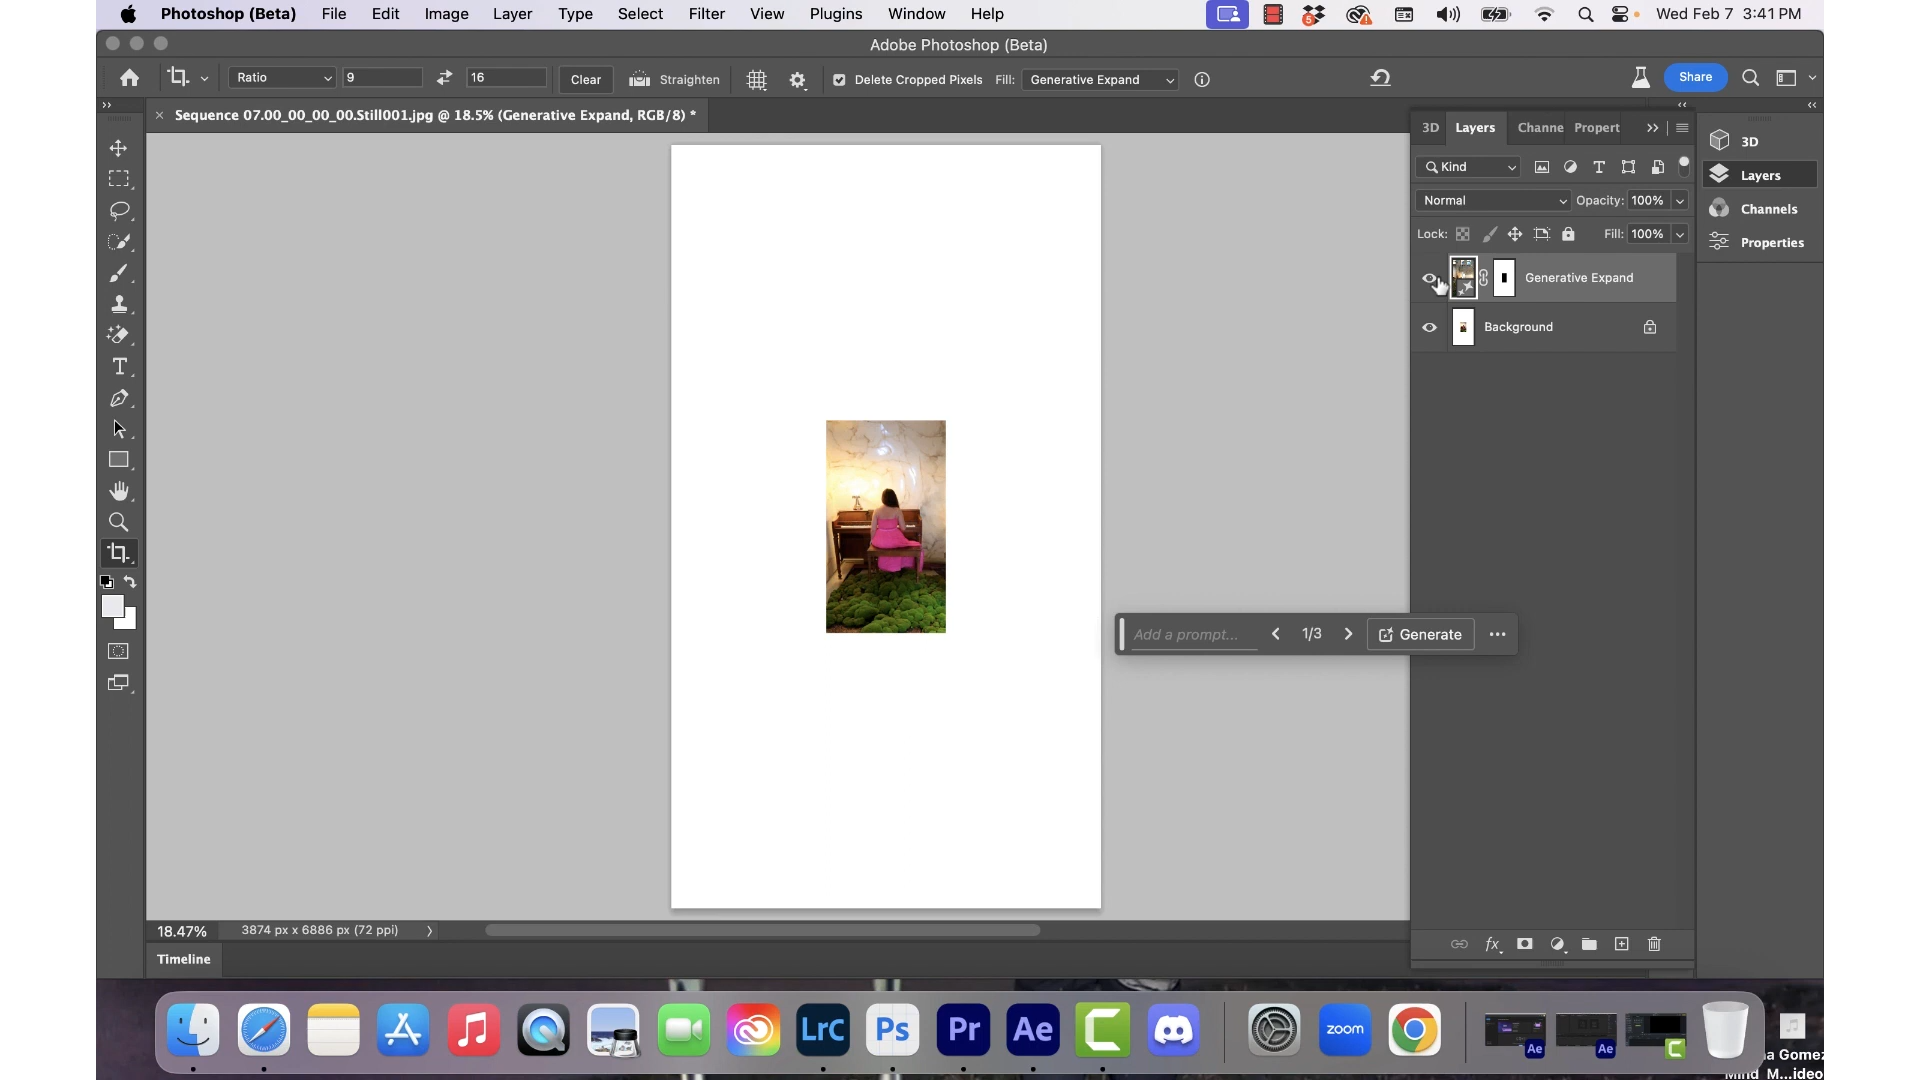 Photoshop (Beta) File Edit Image Layer Type Select Filter View Plugins Window Help 5 Wed Feb 7 3:41 PM
Adobe Photoshop (Beta)
Ratio 9 16 Clear Straighten Delete Cropped Pixels Fill: Generative Expand Share
Sequence 07.00_00_00_00.Still001.jpg @ 18.5% (Generative Expand, RGB/8) *
3D Layers Channe Propert
3D
Kind
Layers
Normal Opacity: 100%
Channels
Lock: Fill: 100%
Properties
Generative Expand
Background
Add a prompt... 1/3 Generate
18.47% 3874 px x 6886 px (72 ppi)
fx
Timeline
LrC Ps Pr Ae zoom Ae Ae
a Gomez
Mind_M...ideo